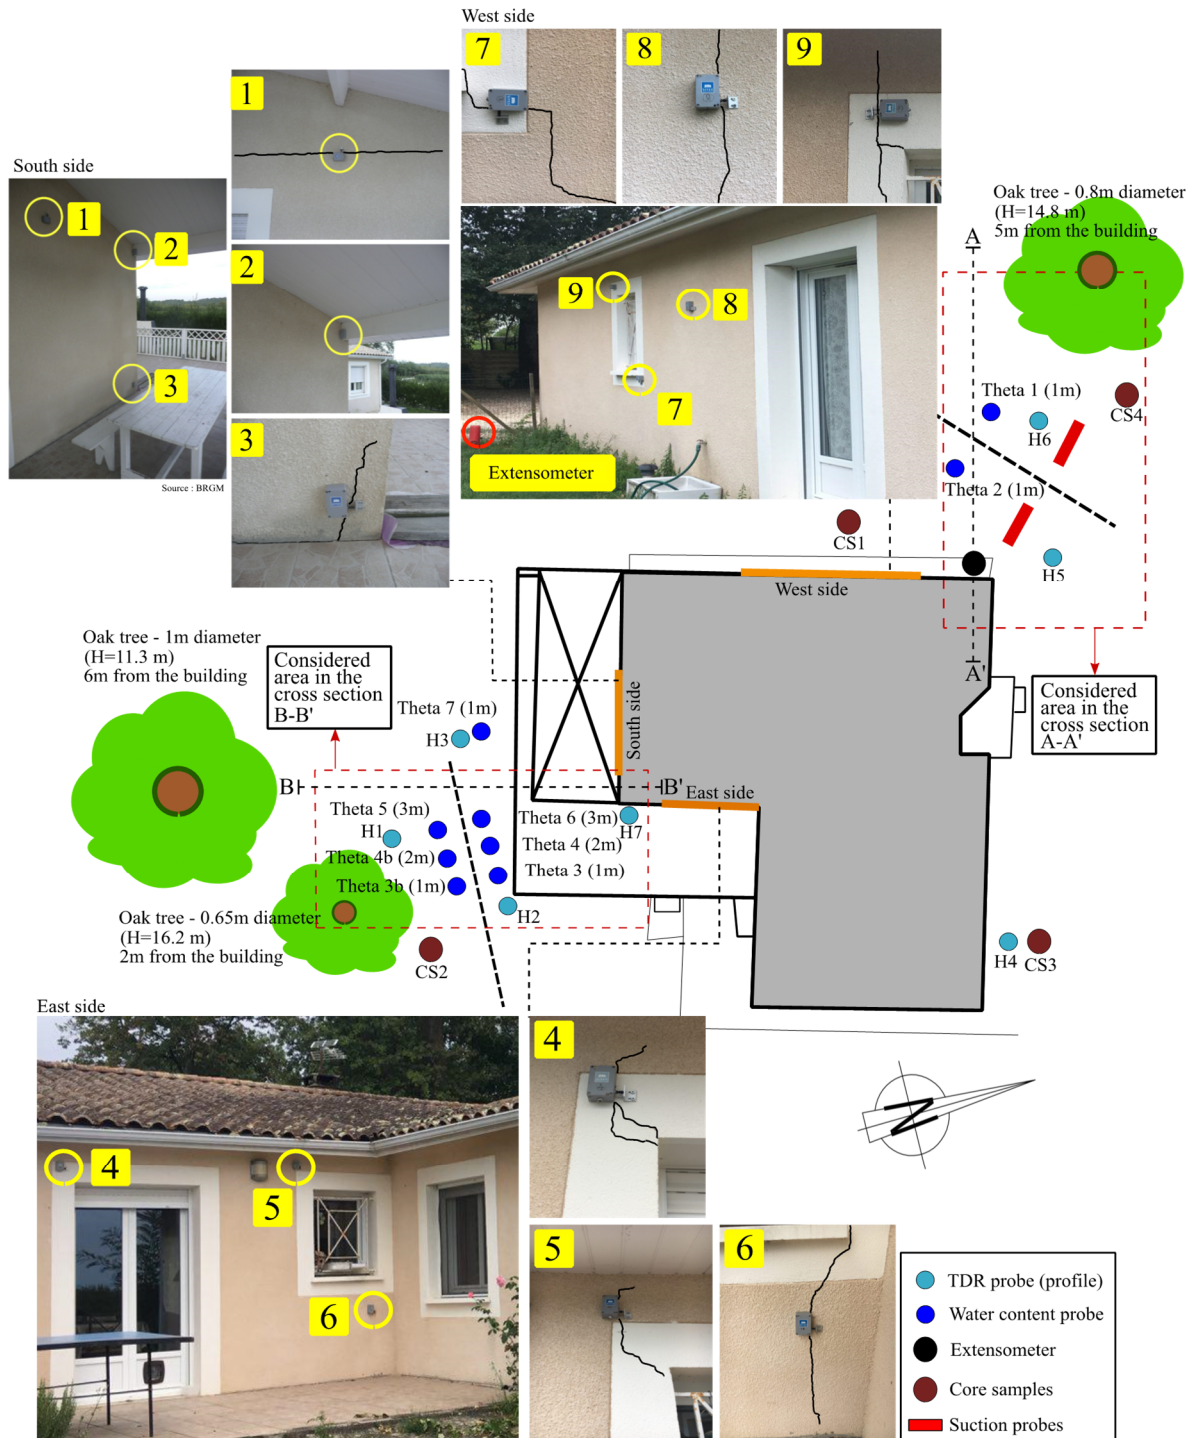 West side
7
8
9
1
South side
1
2
3
2
3
Source : BRGM
9
8
7
Extensometer
Oak tree - 0.8m diameter
(H=14.8 m)
5m from the building
A
Theta 1 (1m)
H6
CS4
Theta 2 (1m)
CS1
H5
West side
A'
Considered
area in the
cross section
A-A'
Oak tree - 1m diameter
(H=11.3 m)
6m from the building
Considered
area in the
cross section
B-B'
Theta 7 (1m)
H3
South side
B
B'
East side
Theta 5 (3m)
H1
Theta 6 (3m)
H7
Theta 4b (2m)
Theta 4 (2m)
Theta 3b (1m)
Theta 3 (1m)
H2
Oak tree - 0.65m diameter
(H=16.2 m)
2m from the building
CS2
H4
CS3
East side
4
5
6
4
5
6
N
TDR probe (profile)
Water content probe
Extensometer
Core samples
Suction probes